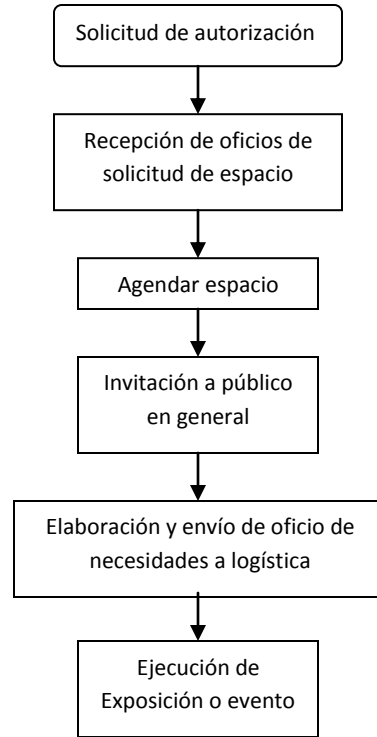 Solicitud de autorización
Recepción de oficios de
solicitud de espacio
Agendar espacio
Invitación a público
en general
Elaboración y envío de oficio de
necesidades a logística
Ejecución de
Exposición o evento